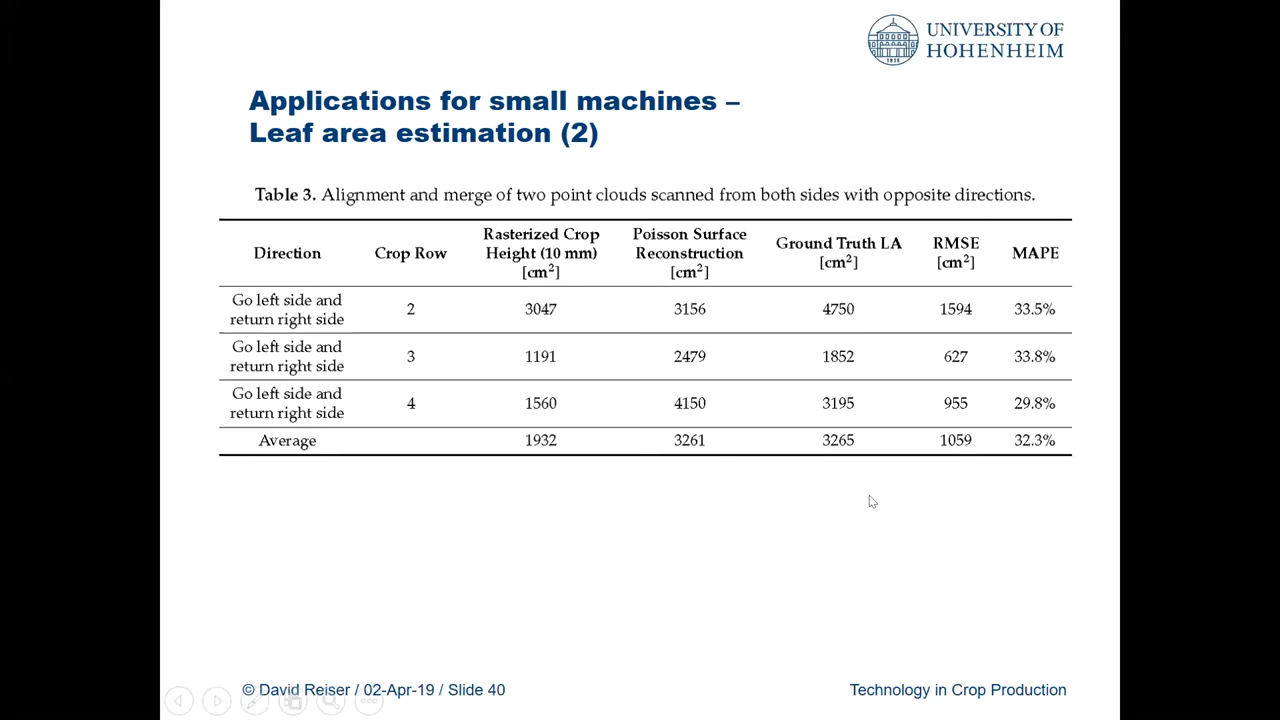 UNIVERSITY OF
HOHENHEIM
1818
Applications for small machines –
Leaf area estimation (2)
Table 3. Alignment and merge of two point clouds scanned from both sides with opposite directions.
Direction Crop Row Rasterized Crop Height (10 mm) [cm²] Poisson Surface Reconstruction [cm²] Ground Truth LA [cm²] RMSE [cm²] MAPE
Go left side and return right side 2 3047 3156 4750 1594 33.5%
Go left side and return right side 3 1191 2479 1852 627 33.8%
Go left side and return right side 4 1560 4150 3195 955 29.8%
Average 1932 3261 3265 1059 32.3%
© David Reiser / 02-Apr-19 / Slide 40
Technology in Crop Production